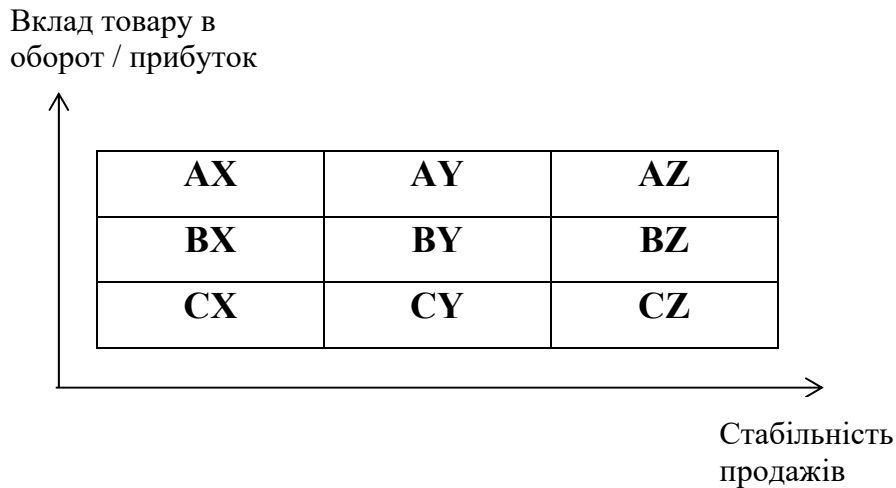 Вклад товару в
оборот / прибуток
AX AY AZ
BX BY BZ
CX CY CZ
Стабільність
продажів